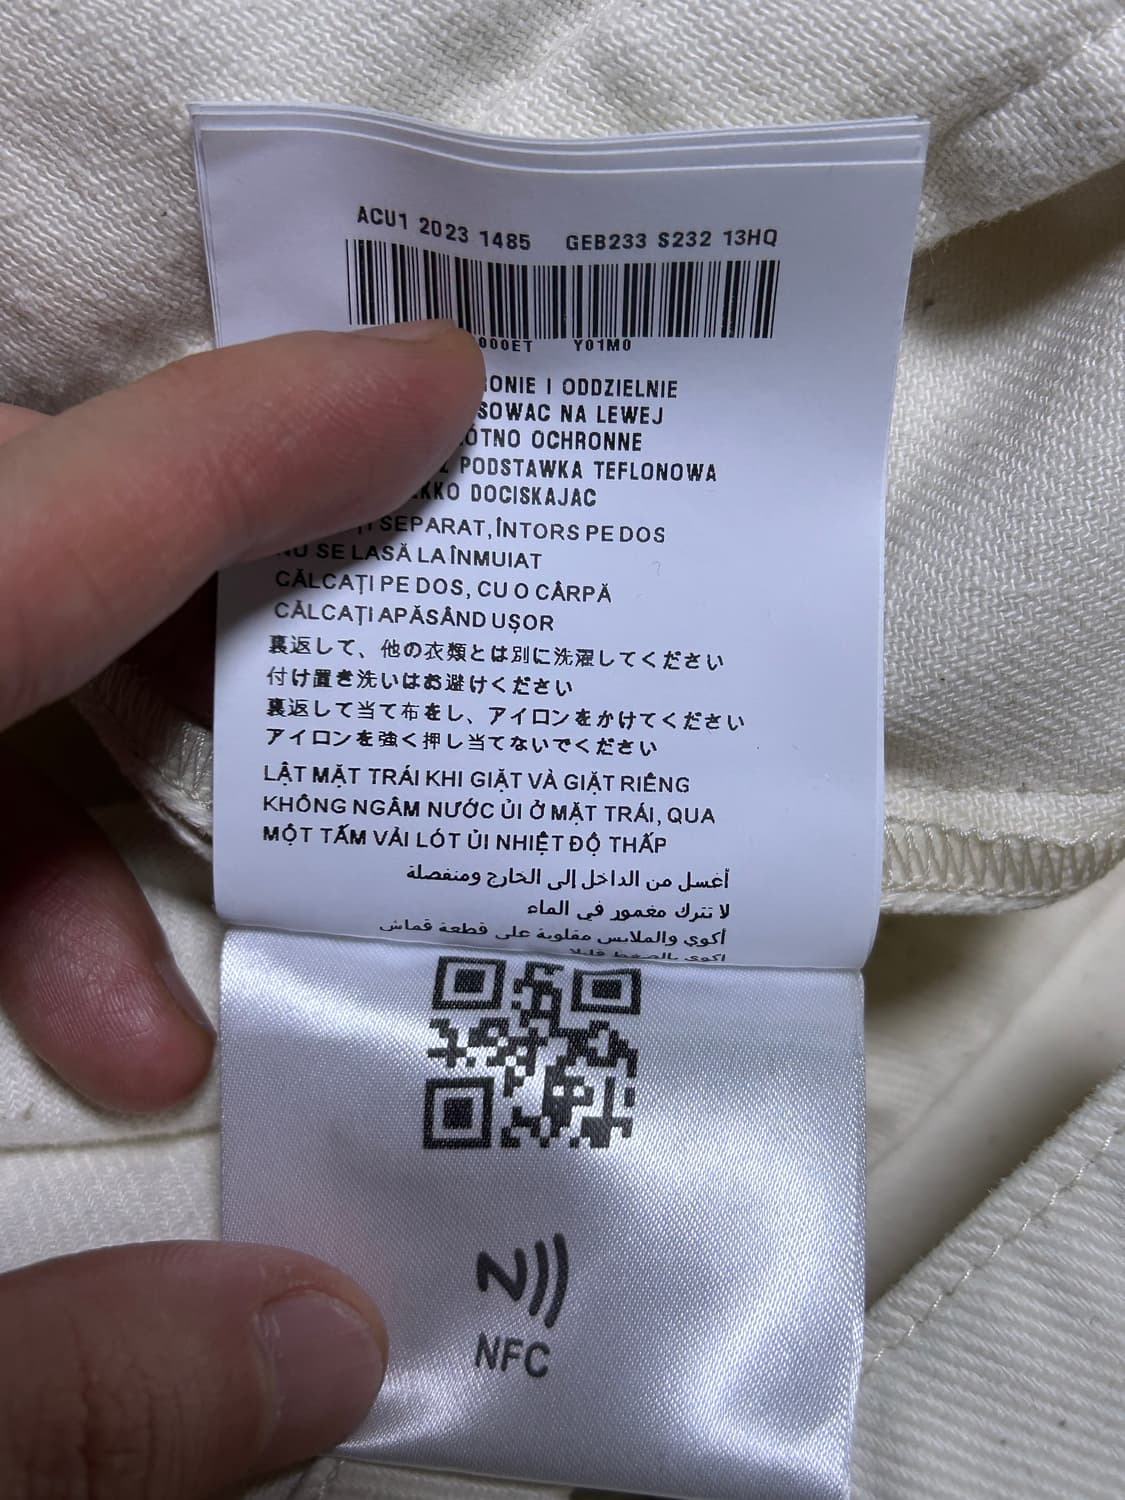 ACU1 2023 1485 GEB233 S232 13HQ
000ET Y01M0
I ODDZIELNIE
NA LEWEJ
OCHRONNE
PODSTAWKA TEFLONOWA
DOCISKAJAC
SEPARAT, ÎNTORS PE DOS
NU SE LASĂ LA ÎNMUIAT
CĂLCAȚI PE DOS, CU O CÂRPĂ
CĂLCAȚI APĂSÂND UȘOR
裏返して、他の衣類とは別に洗濯してください
付け置き洗いはお避けください
裏返して当て布をし、アイロンをかけてください
アイロンを強く押し当てないでください
LẬT MẶT TRÁI KHI GIẶT VÀ GIẶT RIÊNG
KHÔNG NGÂM NƯỚC ỦI Ở MẶT TRÁI, QUA
MỘT TẤM VẢI LÓT ỦI NHIỆT ĐỘ THẤP
أغسل من الداخل إلى الخارج ومنفصلة
لا تترك مغمور في الماء
أكوي والملابس مقلوبة على قطعة قماش
NFC